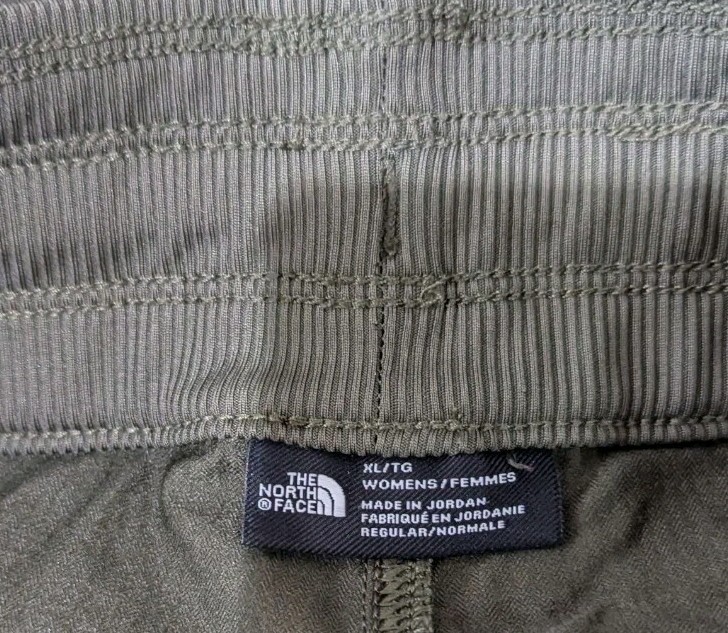 THE
NORTH
® FACE
XL/TG
WOMENS/FEMMES
MADE IN JORDAN
FABRIQUÉ EN JORDANIE
REGULAR/NORMALE